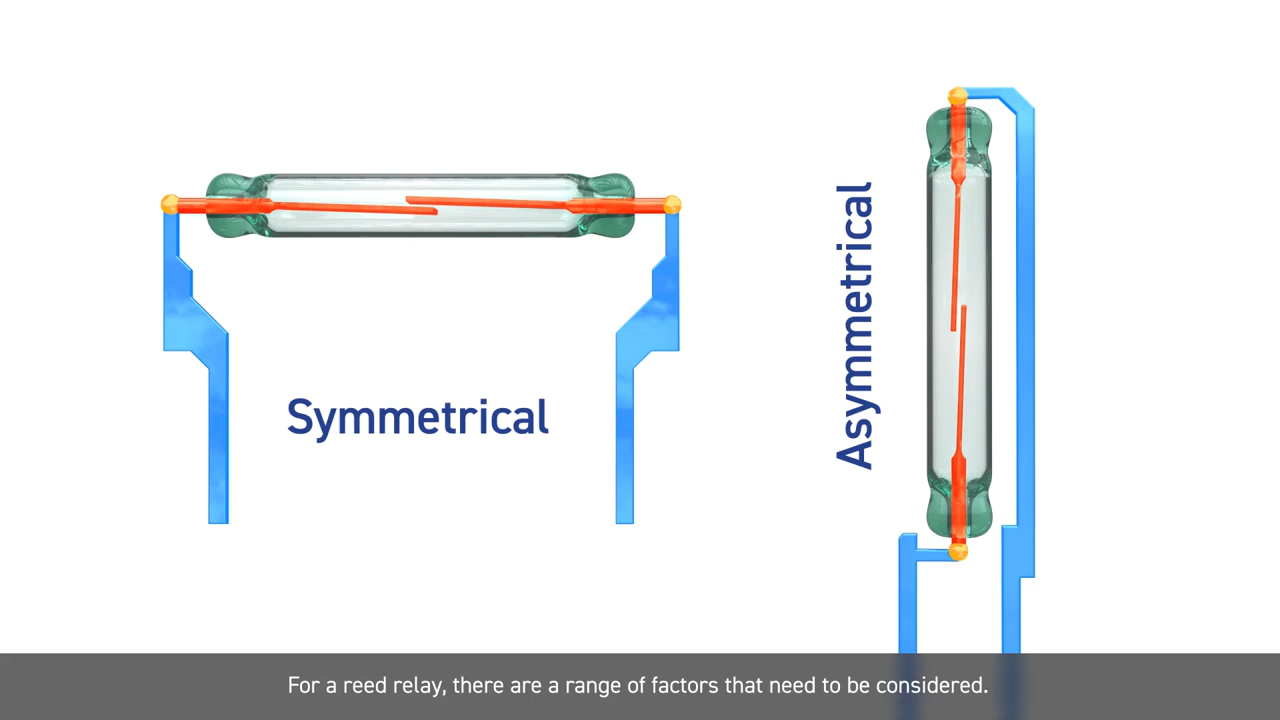 Symmetrical
Asymmetrical
For a reed relay, there are a range of factors that need to be considered.